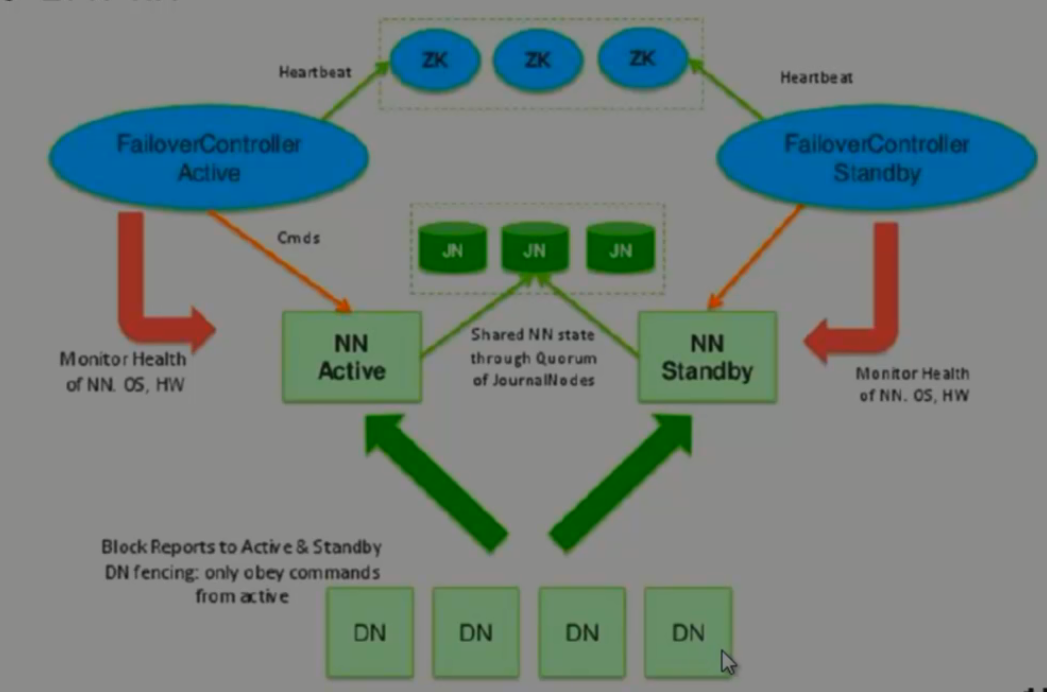 ZK
ZK
ZK
Heartbeat
Heartbeat
FailoverController
Active
FailoverController
Standby
Cmds
JN
JN
JN
NN
Active
Shared NN state
through Quorum
of JournalNodes
NN
Standby
Monitor Health
of NN. OS, HW
Monitor Health
of NN. OS, HW
Block Reports to Active & Standby
DN fencing: only obey commands
from active
DN
DN
DN
DN